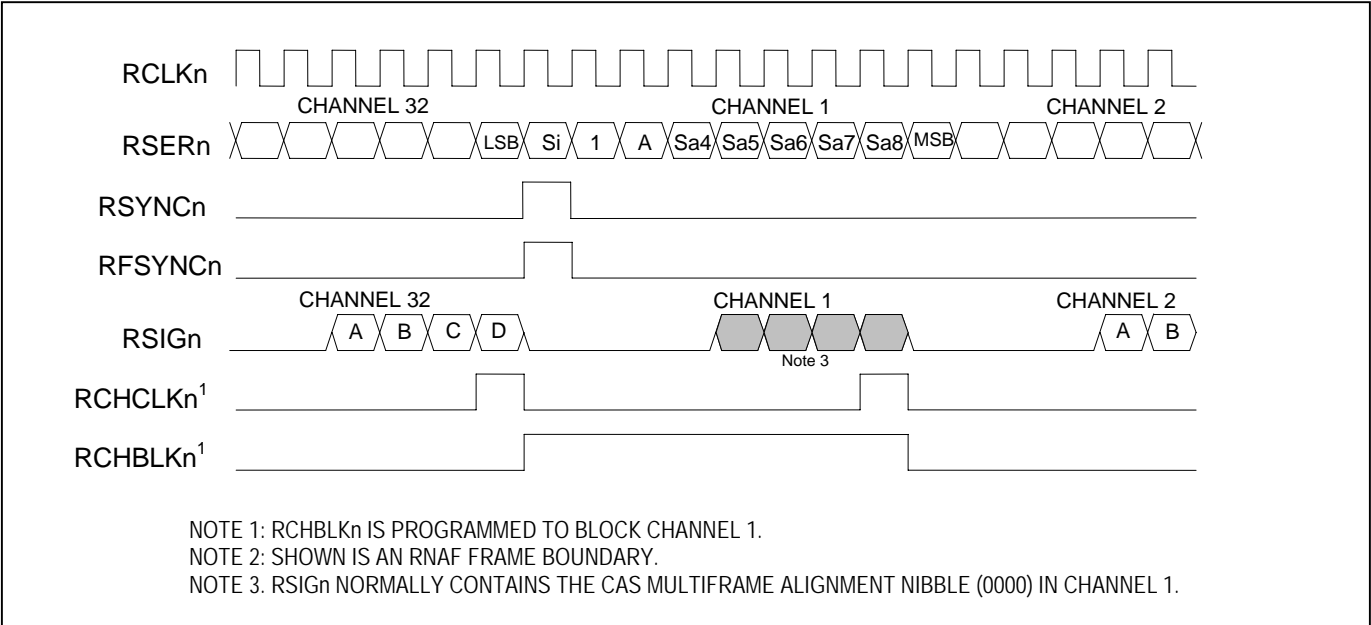 RCLKn
CHANNEL 32 CHANNEL 1 CHANNEL 2
RSERn LSB Si 1 A Sa4 Sa5 Sa6 Sa7 Sa8 MSB
RSYNCn
RFSYNCn
CHANNEL 32 CHANNEL 1 CHANNEL 2
RSIGn A B C D A B
Note 3
RCHCLKn1
RCHBLKn1
NOTE 1: RCHBLKn IS PROGRAMMED TO BLOCK CHANNEL 1.
NOTE 2: SHOWN IS AN RNAF FRAME BOUNDARY.
NOTE 3. RSIGn NORMALLY CONTAINS THE CAS MULTIFRAME ALIGNMENT NIBBLE (0000) IN CHANNEL 1.